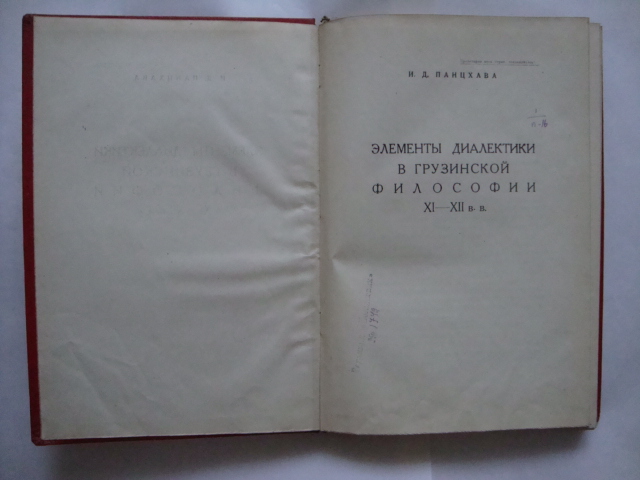 И. Д. ПАНЦХАВА
ЭЛЕМЕНТЫ ДИАЛЕКТИКИ
В ГРУЗИНСКОЙ
ФИЛОСОФИИ
XI—XII в. в.